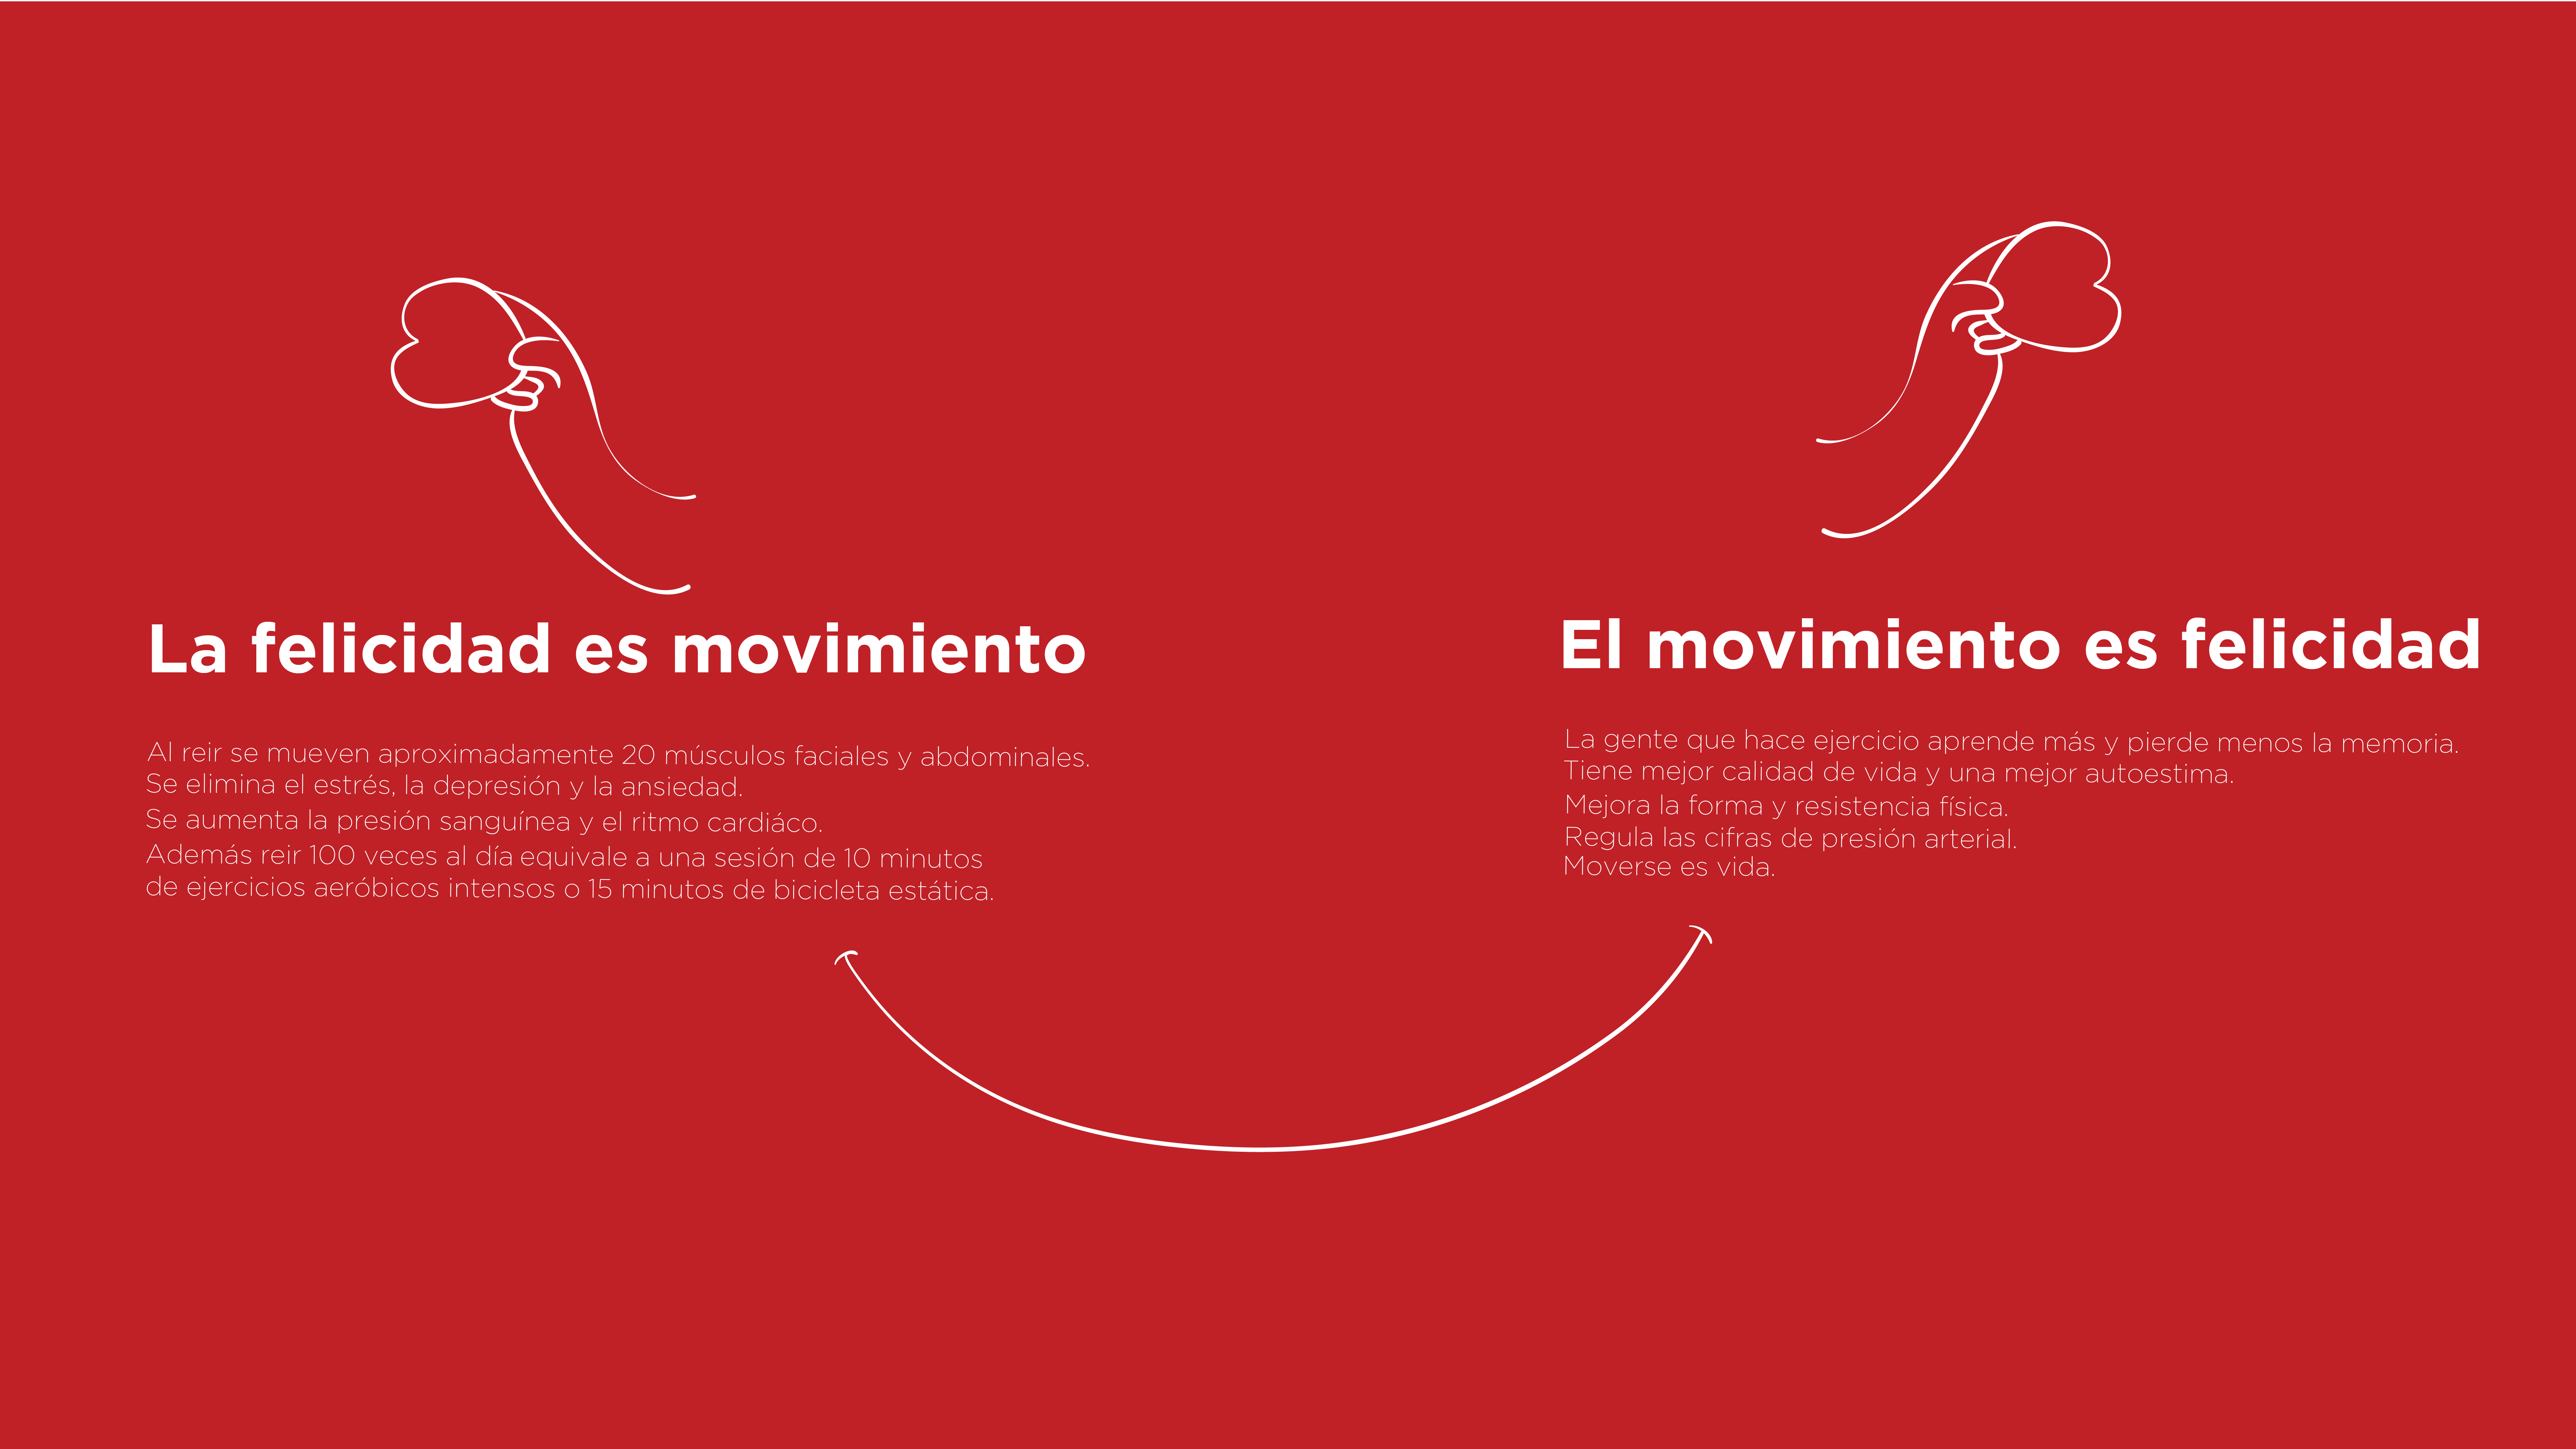 La felicidad es movimiento
Al reir se mueven aproximadamente 20 músculos faciales y abdominales.
Se elimina el estrés, la depresión y la ansiedad.
Se aumenta la presión sanguínea y el ritmo cardiáco.
Además reir 100 veces al día equivale a una sesión de 10 minutos
de ejercicios aeróbicos intensos o 15 minutos de bicicleta estática.
El movimiento es felicidad
La gente que hace ejercicio aprende más y pierde menos la memoria.
Tiene mejor calidad de vida y una mejor autoestima.
Mejora la forma y resistencia física.
Regula las cifras de presión arterial.
Moverse es vida.